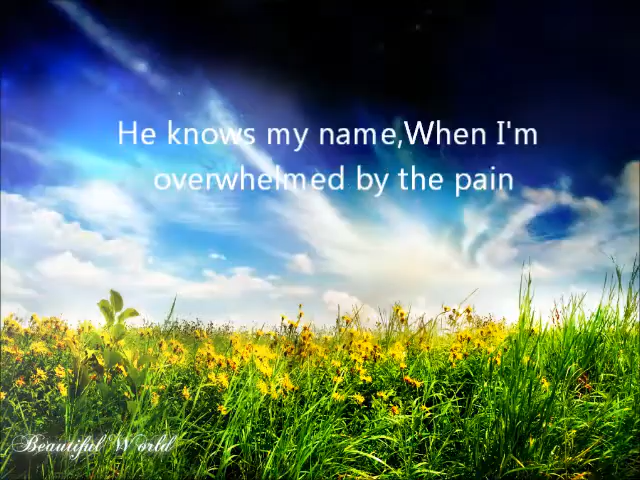 He knows my name,When I'm
overwhelmed by the pain
Beautiful World